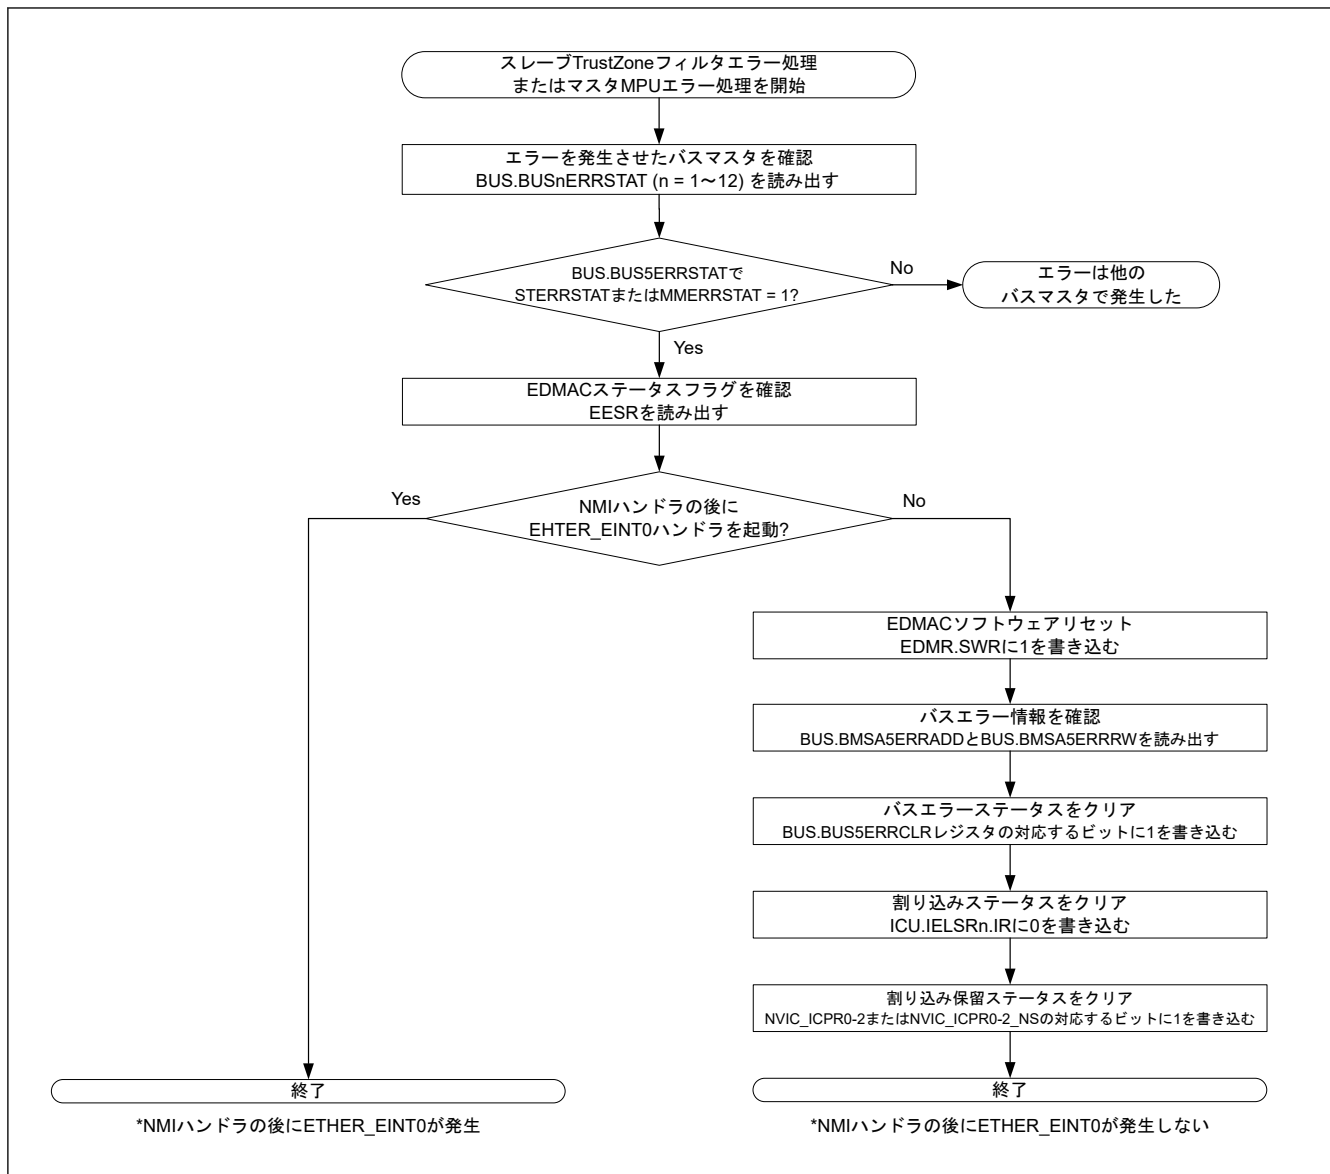 スレーブTrustZoneフィルタエラー処理
またはマスタMPUエラー処理を開始
エラーを発生させたバスマスタを確認
BUS.BUSnERRSTAT (n = 1～12) を読み出す
BUS.BUS5ERRSTATで
STERRSTATまたはMMERRSTAT = 1?
No
エラーは他の
バスマスタで発生した
Yes
EDMACステータスフラグを確認
EESRを読み出す
Yes
NMIハンドラの後に
EHTER_EINT0ハンドラを起動?
No
EDMACソフトウェアリセット
EDMR.SWRに1を書き込む
バスエラー情報を確認
BUS.BMSA5ERRADDとBUS.BMSA5ERRRWを読み出す
バスエラーステータスをクリア
BUS.BUS5ERRCLRレジスタの対応するビットに1を書き込む
割り込みステータスをクリア
ICU.IELSRn.IRに0を書き込む
割り込み保留ステータスをクリア
NVIC_ICPR0-2またはNVIC_ICPR0-2_NSの対応するビットに1を書き込む
終了
*NMIハンドラの後にETHER_EINT0が発生
終了
*NMIハンドラの後にETHER_EINT0が発生しない